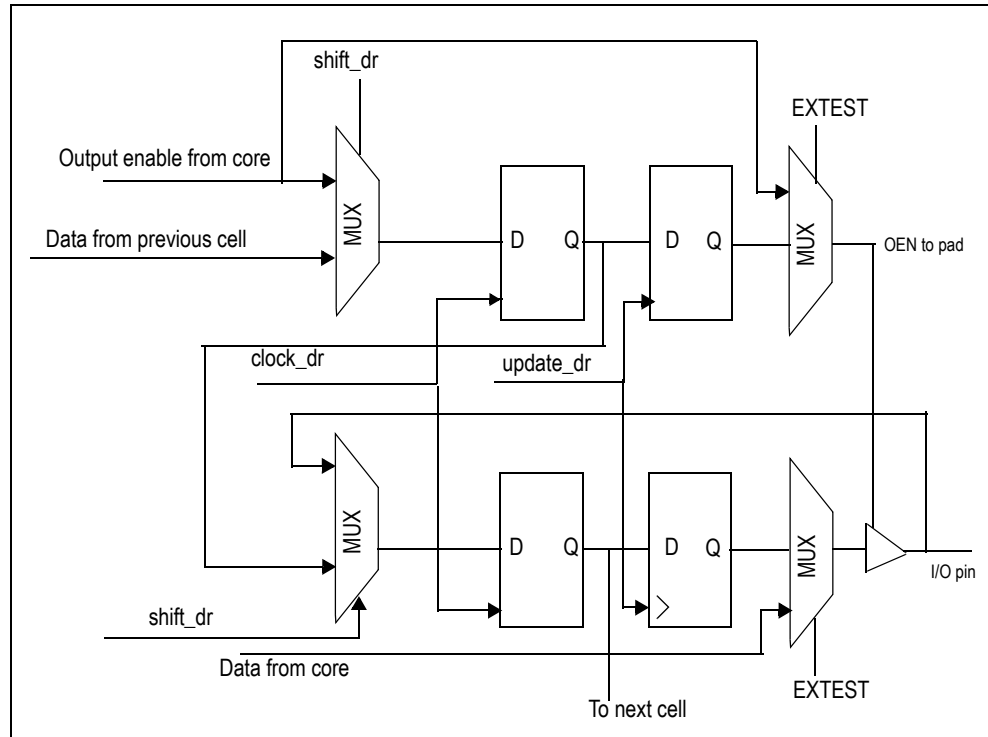 shift_dr
EXTEST
Output enable from core
MUX
D Q
D Q
MUX
Data from previous cell
OEN to pad
clock_dr
update_dr
MUX
D Q
D Q
MUX
I/O pin
shift_dr
Data from core
EXTEST
To next cell